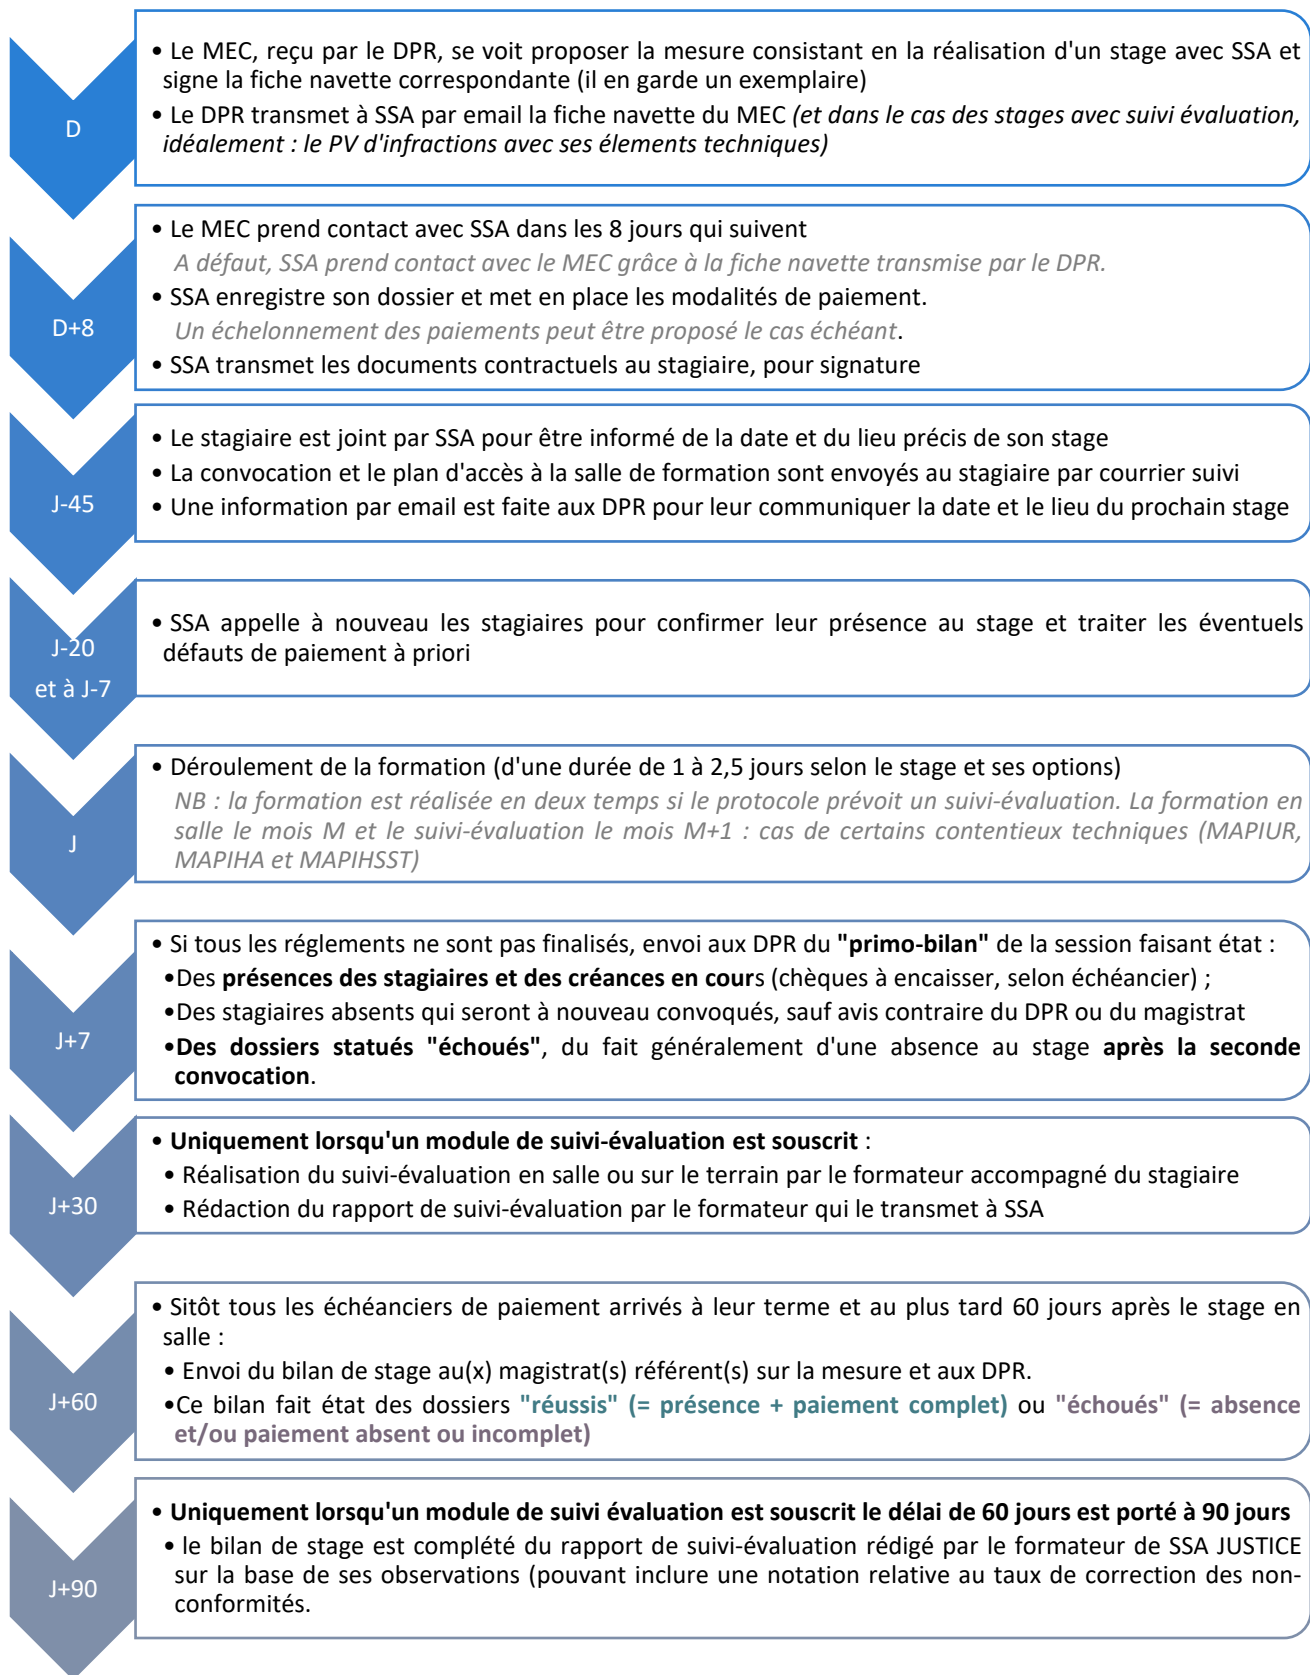 D
• Le MEC, reçu par le DPR, se voit proposer la mesure consistant en la réalisation d'un stage avec SSA et
signe la fiche navette correspondante (il en garde un exemplaire)
• Le DPR transmet à SSA par email la fiche navette du MEC (et dans le cas des stages avec suivi évaluation,
idéalement : le PV d'infractions avec ses élements techniques)
D+8
• Le MEC prend contact avec SSA dans les 8 jours qui suivent
A défaut, SSA prend contact avec le MEC grâce à la fiche navette transmise par le DPR.
• SSA enregistre son dossier et met en place les modalités de paiement.
Un échelonnement des paiements peut être proposé le cas échéant.
• SSA transmet les documents contractuels au stagiaire, pour signature
J-45
• Le stagiaire est joint par SSA pour être informé de la date et du lieu précis de son stage
• La convocation et le plan d'accès à la salle de formation sont envoyés au stagiaire par courrier suivi
• Une information par email est faite aux DPR pour leur communiquer la date et le lieu du prochain stage
J-20
et à J-7
• SSA appelle à nouveau les stagiaires pour confirmer leur présence au stage et traiter les éventuels
défauts de paiement à priori
J
• Déroulement de la formation (d'une durée de 1 à 2,5 jours selon le stage et ses options)
NB : la formation est réalisée en deux temps si le protocole prévoit un suivi-évaluation. La formation en
salle le mois M et le suivi-évaluation le mois M+1 : cas de certains contentieux techniques (MAPIUR,
MAPIHA et MAPIHSST)
J+7
• Si tous les réglements ne sont pas finalisés, envoi aux DPR du "primo-bilan" de la session faisant état :
•Des présences des stagiaires et des créances en cours (chèques à encaisser, selon échéancier) ;
•Des stagiaires absents qui seront à nouveau convoqués, sauf avis contraire du DPR ou du magistrat
•Des dossiers statués "échoués", du fait généralement d'une absence au stage après la seconde
convocation.
J+30
• Uniquement lorsqu'un module de suivi-évaluation est souscrit :
• Réalisation du suivi-évaluation en salle ou sur le terrain par le formateur accompagné du stagiaire
• Rédaction du rapport de suivi-évaluation par le formateur qui le transmet à SSA
J+60
• Sitôt tous les échéanciers de paiement arrivés à leur terme et au plus tard 60 jours après le stage en
salle :
• Envoi du bilan de stage au(x) magistrat(s) référent(s) sur la mesure et aux DPR.
•Ce bilan fait état des dossiers "réussis" (= présence + paiement complet) ou "échoués" (= absence
et/ou paiement absent ou incomplet)
J+90
• Uniquement lorsqu'un module de suivi évaluation est souscrit le délai de 60 jours est porté à 90 jours
• le bilan de stage est complété du rapport de suivi-évaluation rédigé par le formateur de SSA JUSTICE
sur la base de ses observations (pouvant inclure une notation relative au taux de correction des non-
conformités.